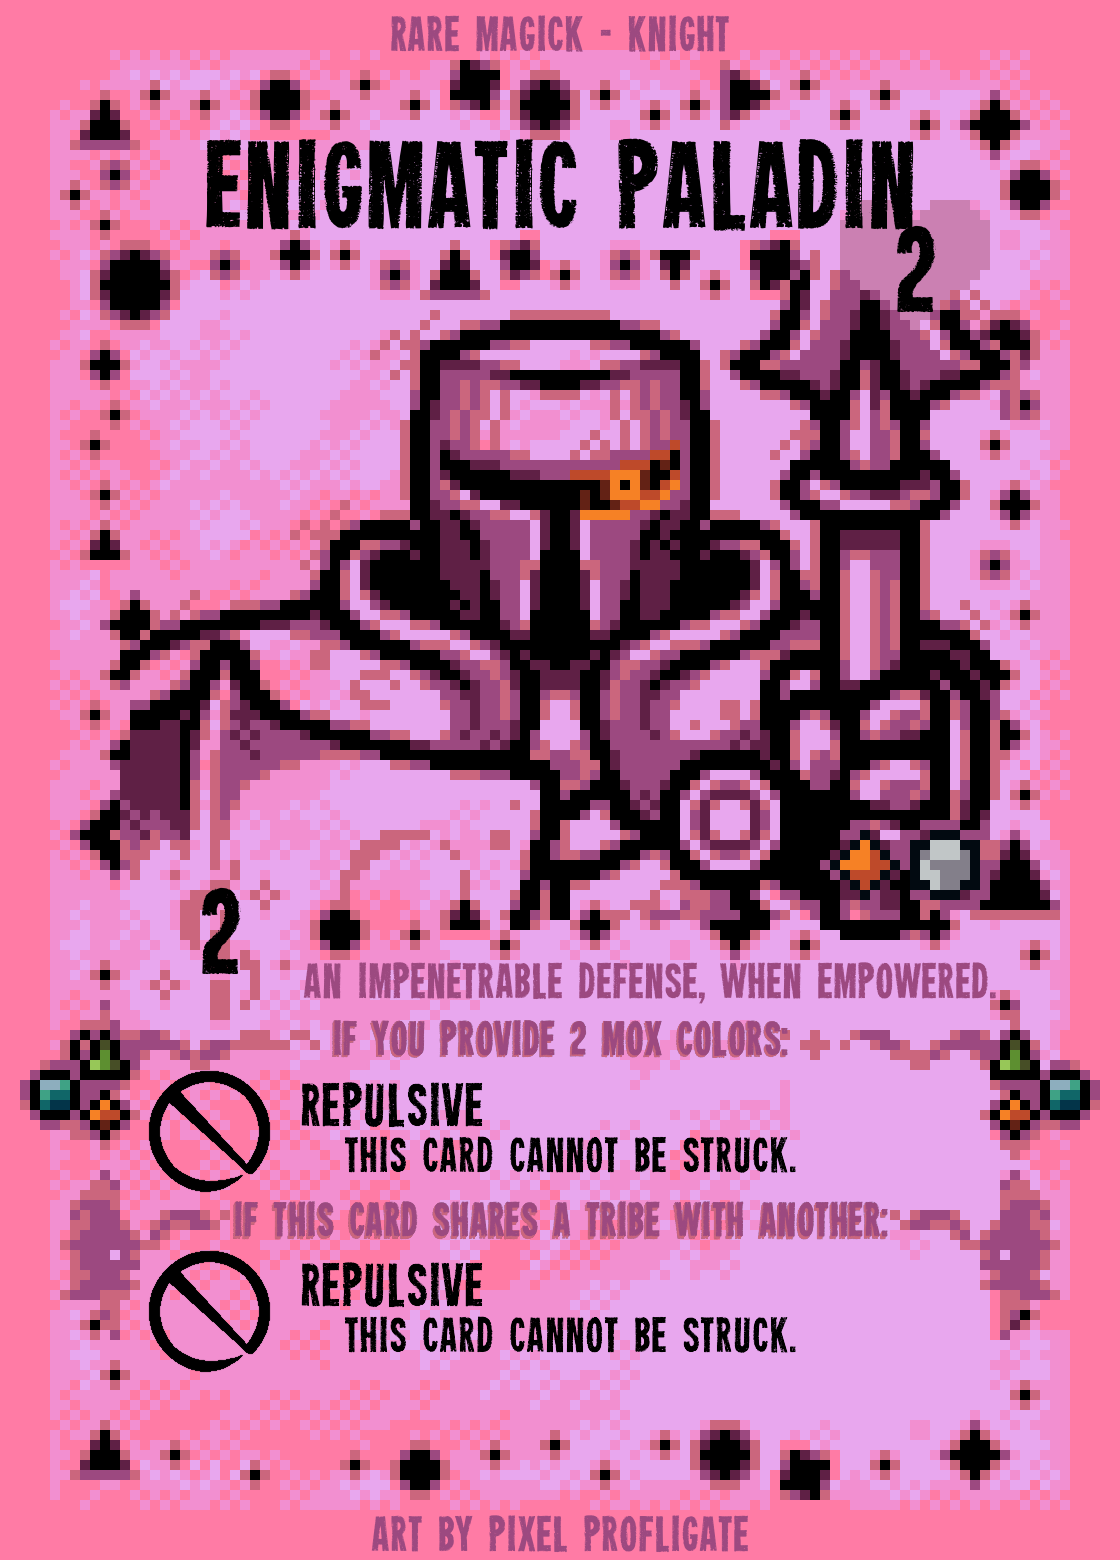 RARE MAGICK - KNIGHT
ENIGMATIC PALADIN
2
2
AN IMPENETRABLE DEFENSE, WHEN EMPOWERED.
IF YOU PROVIDE 2 MOX COLORS:
REPULSIVE
THIS CARD CANNOT BE STRUCK.
IF THIS CARD SHARES A TRIBE WITH ANOTHER:
REPULSIVE
THIS CARD CANNOT BE STRUCK.
ART BY PIXEL PROFLIGATE